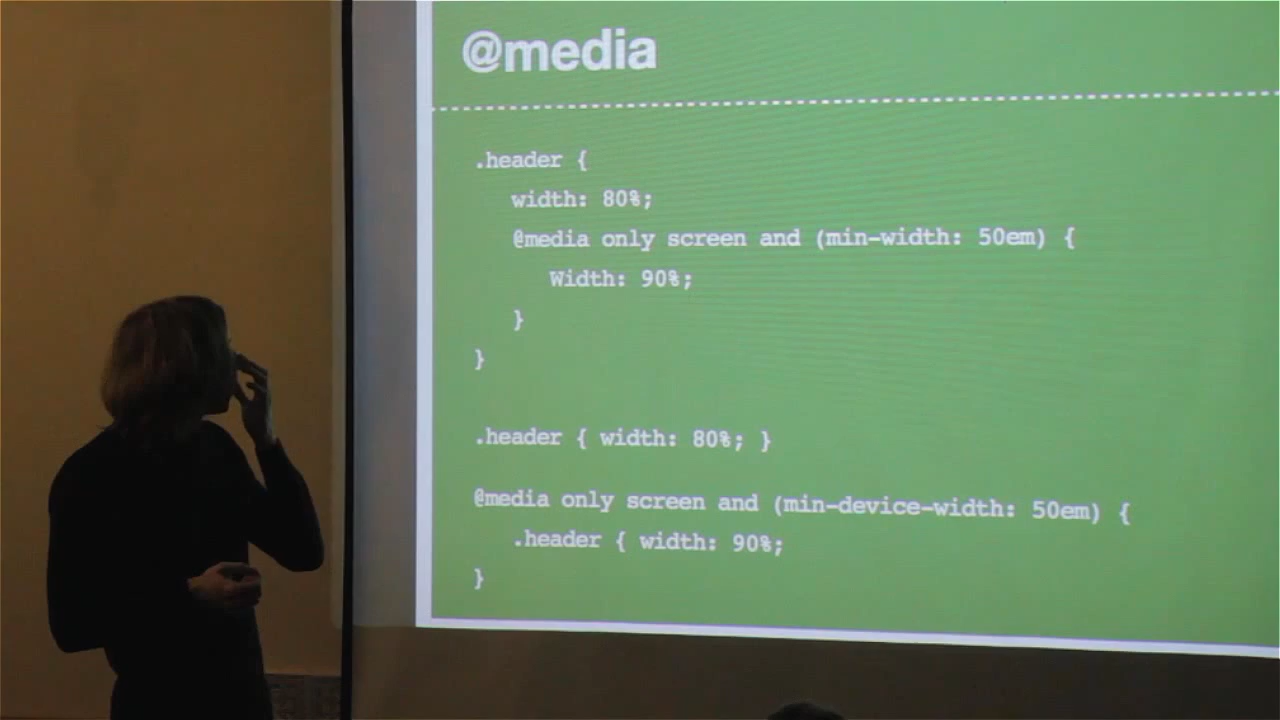 @media
.header {
width: 80%;
@media only screen and (min-width: 50em) {
Width: 90%;
}
}
.header { width: 80%; }
@media only screen and (min-device-width: 50em) {
.header { width: 90%;
}